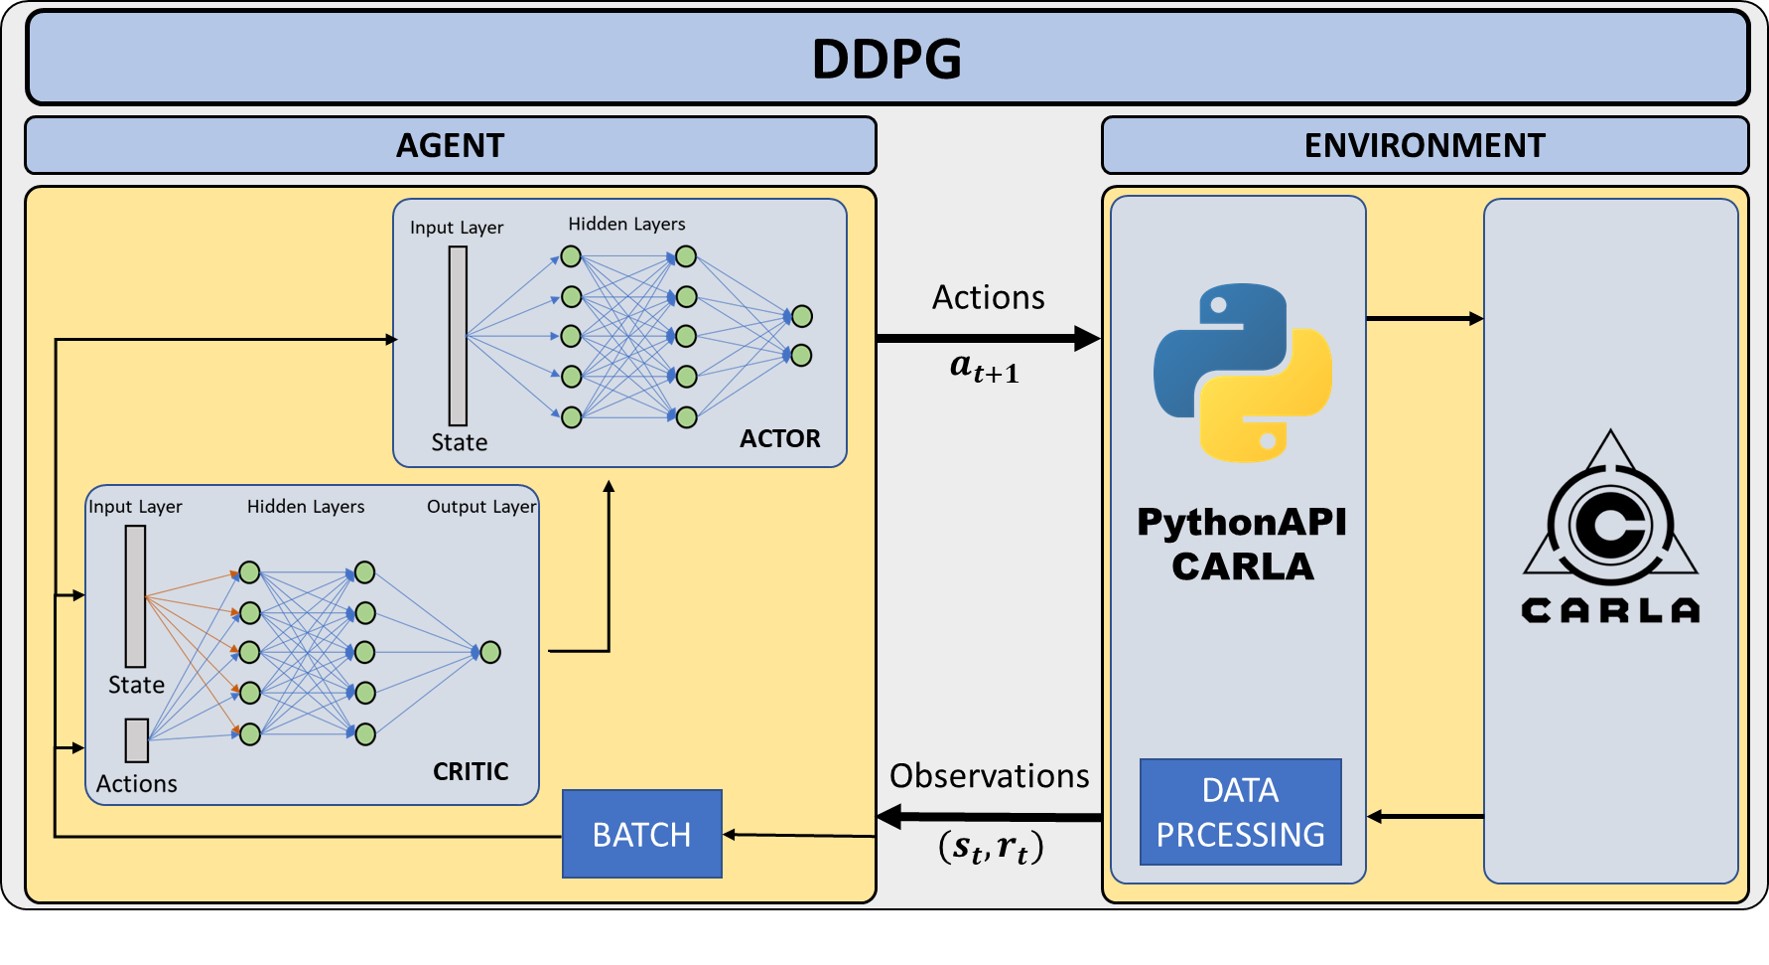 DDPG
AGENT
ENVIRONMENT
Input Layer
Hidden Layers
State
ACTOR
Input Layer
Hidden Layers
Output Layer
State
Actions
CRITIC
BATCH
Actions
a_{t+1}
Observations
(s_t, r_t)
PythonAPI
CARLA
DATA
PRCESSING
CARLA